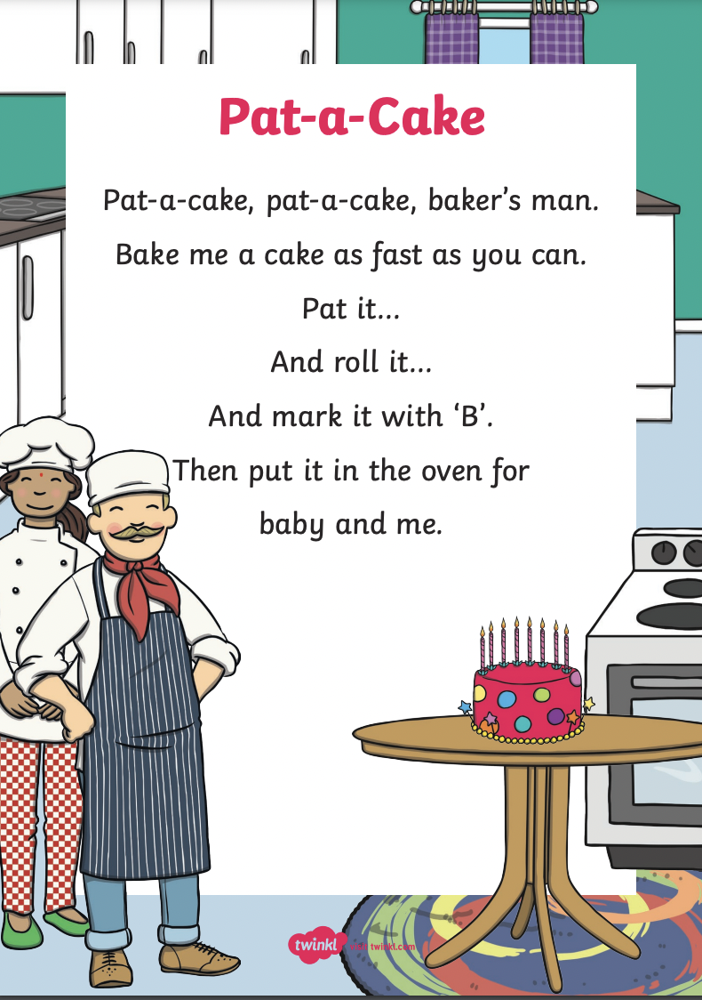 Pat-a-Cake
Pat-a-cake, pat-a-cake, baker’s man.
Bake me a cake as fast as you can.
Pat it...
And roll it...
And mark it with ‘B’.
Then put it in the oven for
baby and me.
twinkl visit twinkl.com